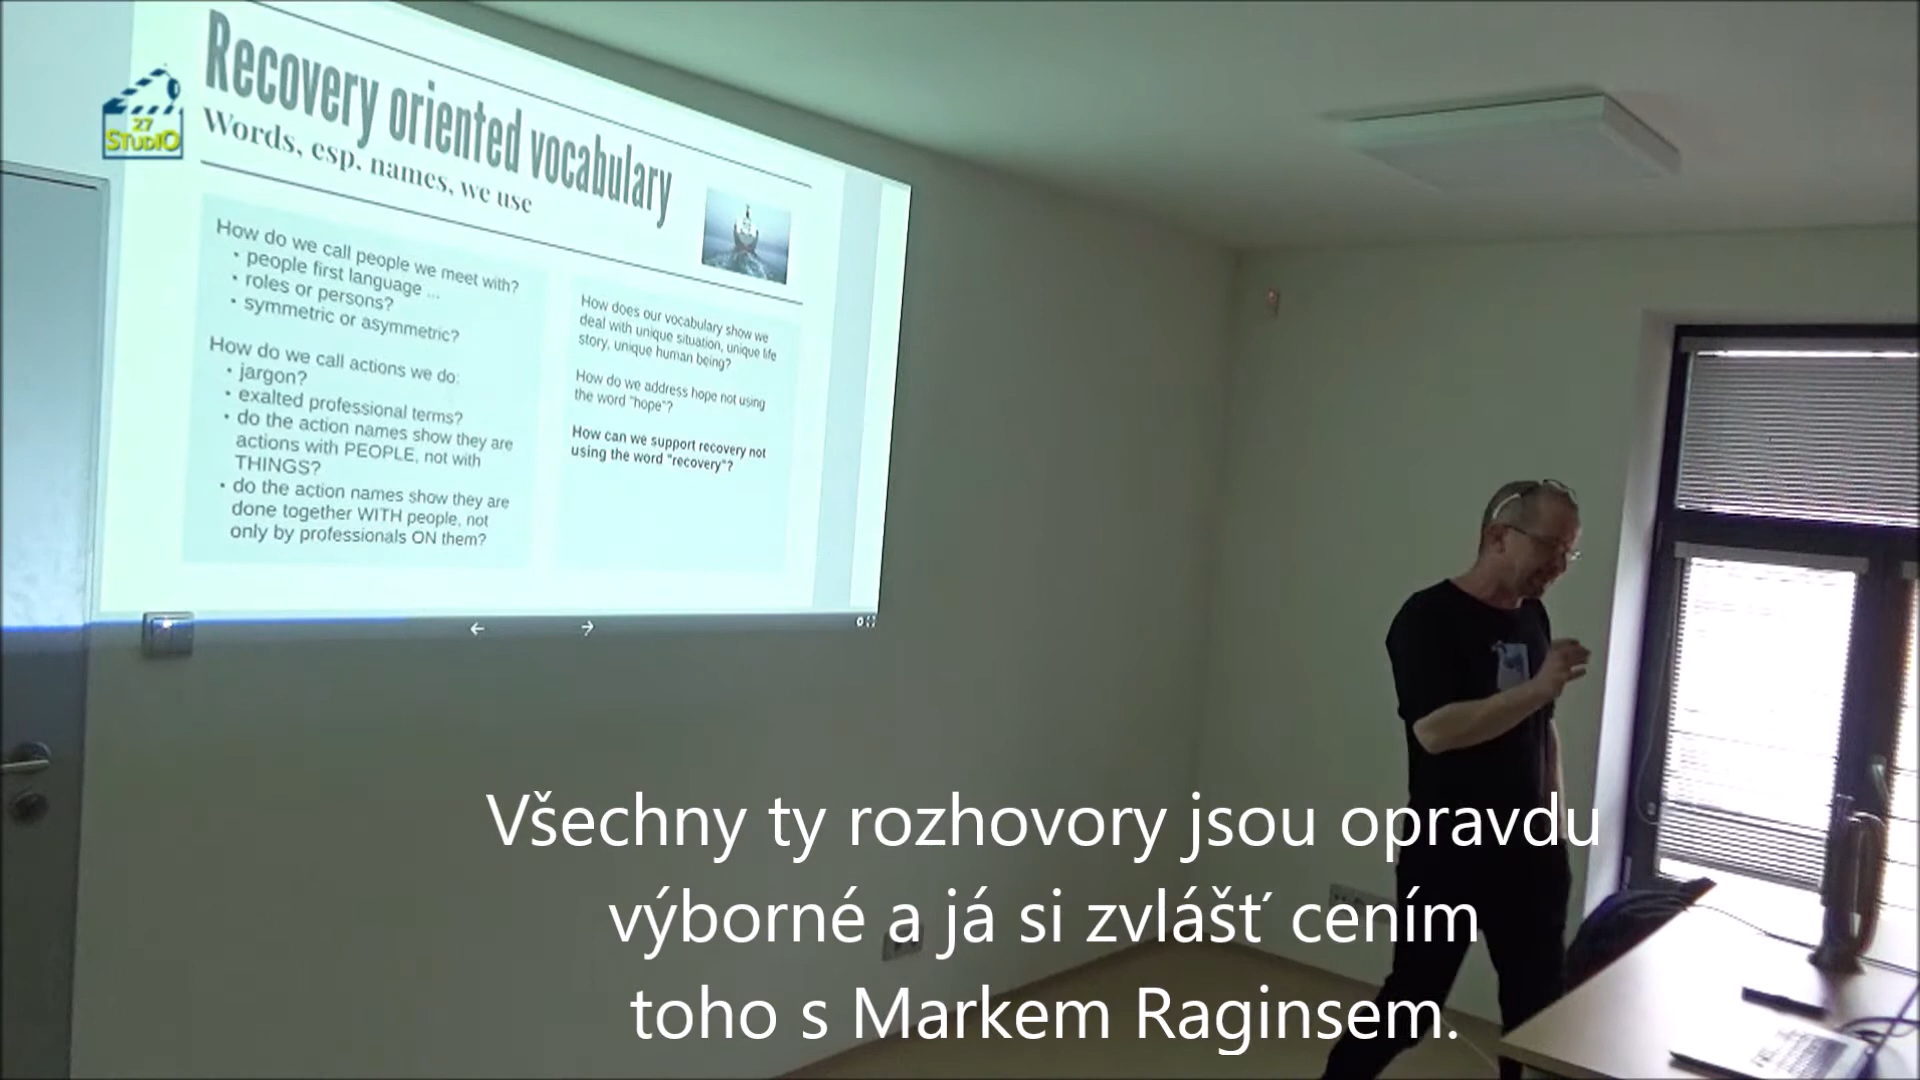 27
STUDIO
Recovery oriented vocabulary
Words, esp. names, we use
How do we call people we meet with?
• people first language ...
• roles or persons?
• symmetric or asymmetric?
How do we call actions we do:
• jargon?
• exalted professional terms?
• do the action names show they are
actions with PEOPLE, not with
THINGS?
• do the action names show they are
done together WITH people, not
only by professionals ON them?
How does our vocabulary show we
deal with unique situation, unique life
story, unique human being?
How do we address hope not using
the word "hope"?
How can we support recovery not
using the word "recovery"?
Všechny ty rozhovory jsou opravdu
výborné a já si zvlášť cením
toho s Markem Raginsem.